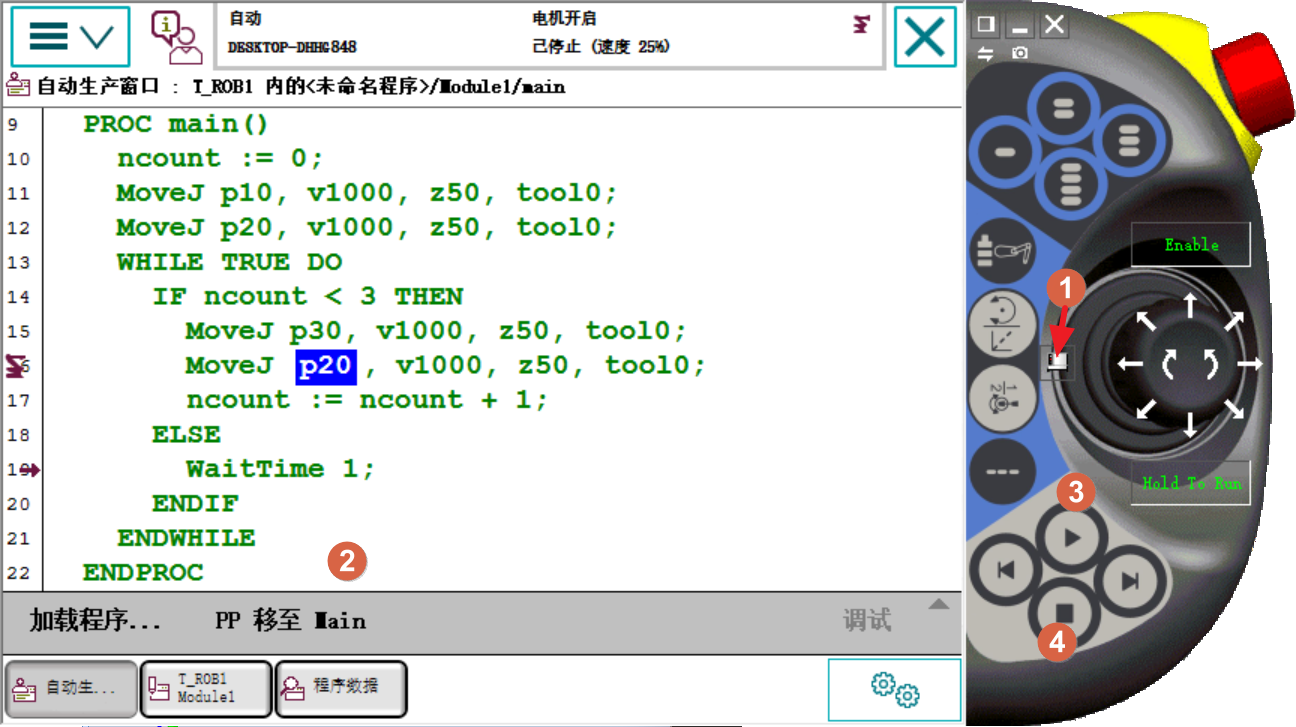 自动
DESKTOP-DHHG848
电机开启
己停止 (速度 25%)
自动生产窗口 : T_ROB1 内的<未命名程序>/Module1/main
9 PROC main()
10 ncount := 0;
11 MoveJ p10, v1000, z50, tool0;
12 MoveJ p20, v1000, z50, tool0;
13 WHILE TRUE DO
14 IF ncount < 3 THEN
15 MoveJ p30, v1000, z50, tool0;
16 MoveJ p20, v1000, z50, tool0;
17 ncount := ncount + 1;
18 ELSE
19 WaitTime 1;
20 ENDIF
21 ENDWHILE
22 ENDPROC
加载程序... PP 移至 Main 调试
自动生...
T_ROB1
Module1
程序数据
Enable
Hold To Run
1
2
3
4